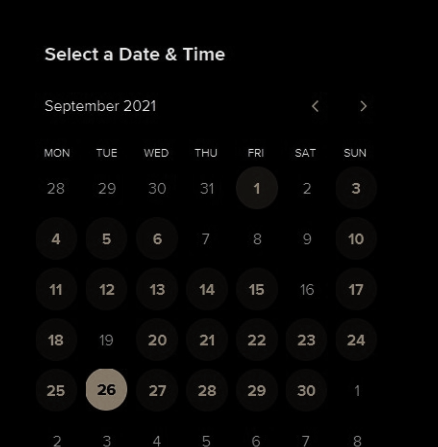 Select a Date & Time
September 2021
MON TUE WED THU FRI SAT SUN
28 29 30 31 1 2 3
4 5 6 7 8 9 10
11 12 13 14 15 16 17
18 19 20 21 22 23 24
25 26 27 28 29 30 1
2 3 4 5 6 7 8